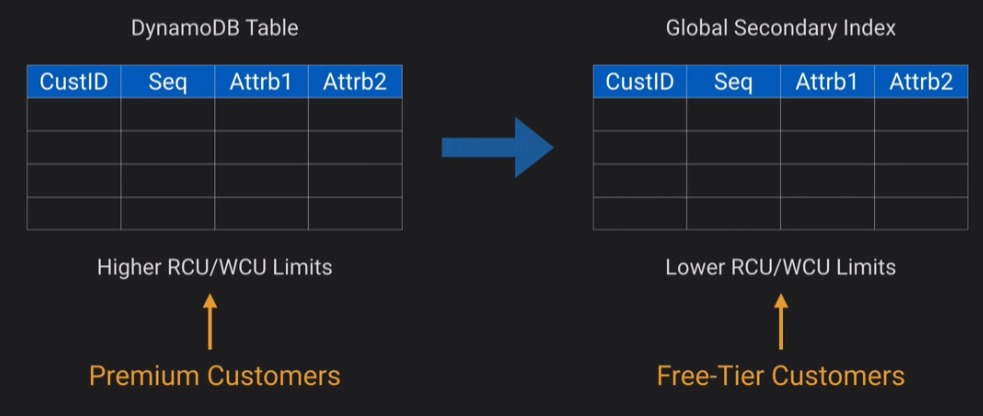 DynamoDB Table
CustID Seq Attrb1 Attrb2
Higher RCU/WCU Limits
Premium Customers
Global Secondary Index
CustID Seq Attrb1 Attrb2
Lower RCU/WCU Limits
Free-Tier Customers